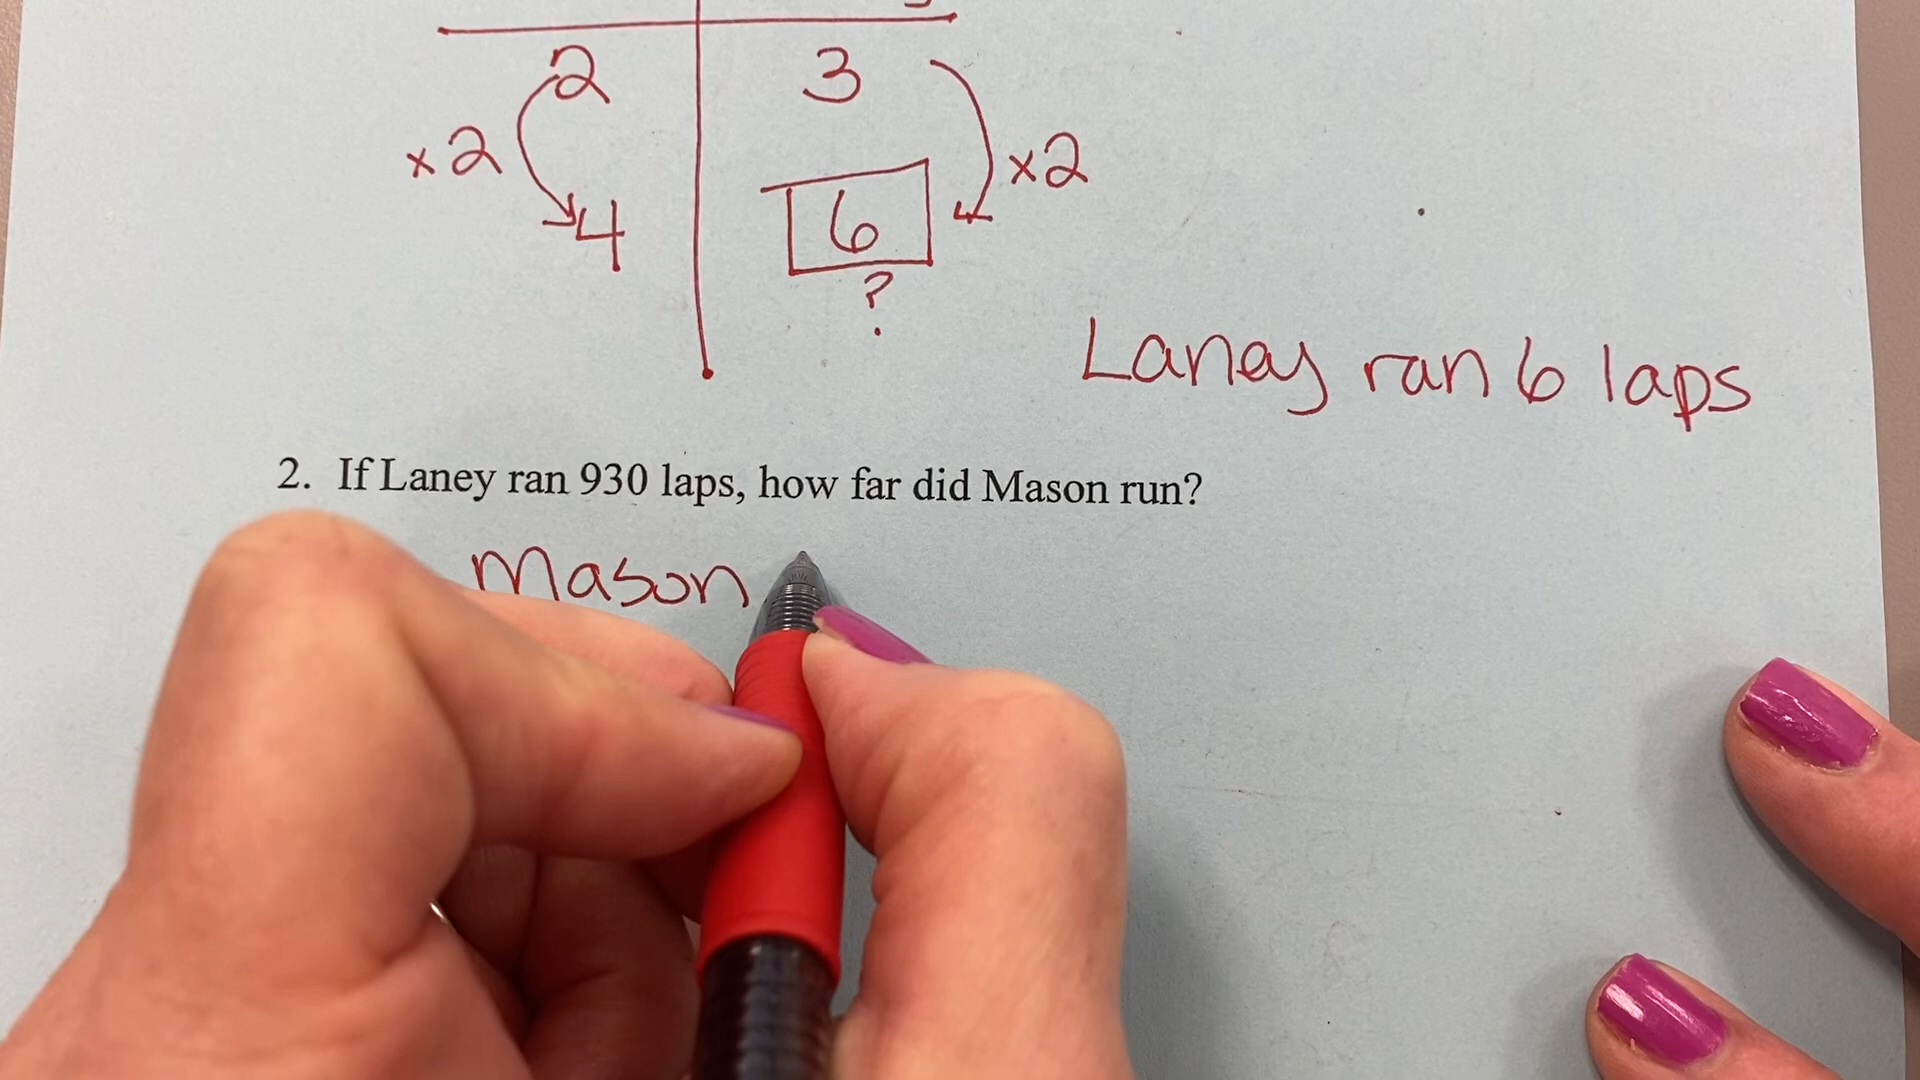 2 3
x2 x2
4 6
?
Laney ran 6 laps
2. If Laney ran 930 laps, how far did Mason run?
Mason